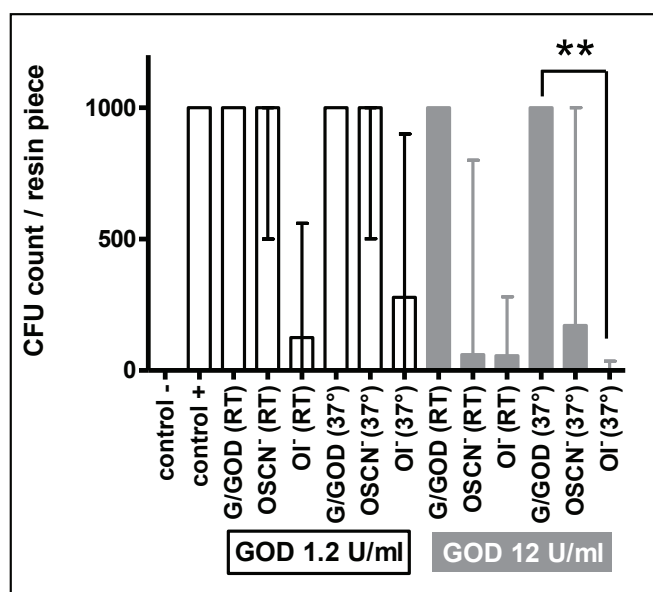 **
CFU count / resin piece
1000
500
0
control -
control +
G/GOD (RT)
OSCN⁻ (RT)
OI⁻ (RT)
G/GOD (37°)
OSCN⁻ (37°)
OI⁻ (37°)
G/GOD (RT)
OSCN⁻ (RT)
OI⁻ (RT)
G/GOD (37°)
OSCN⁻ (37°)
OI⁻ (37°)
GOD 1.2 U/ml
GOD 12 U/ml